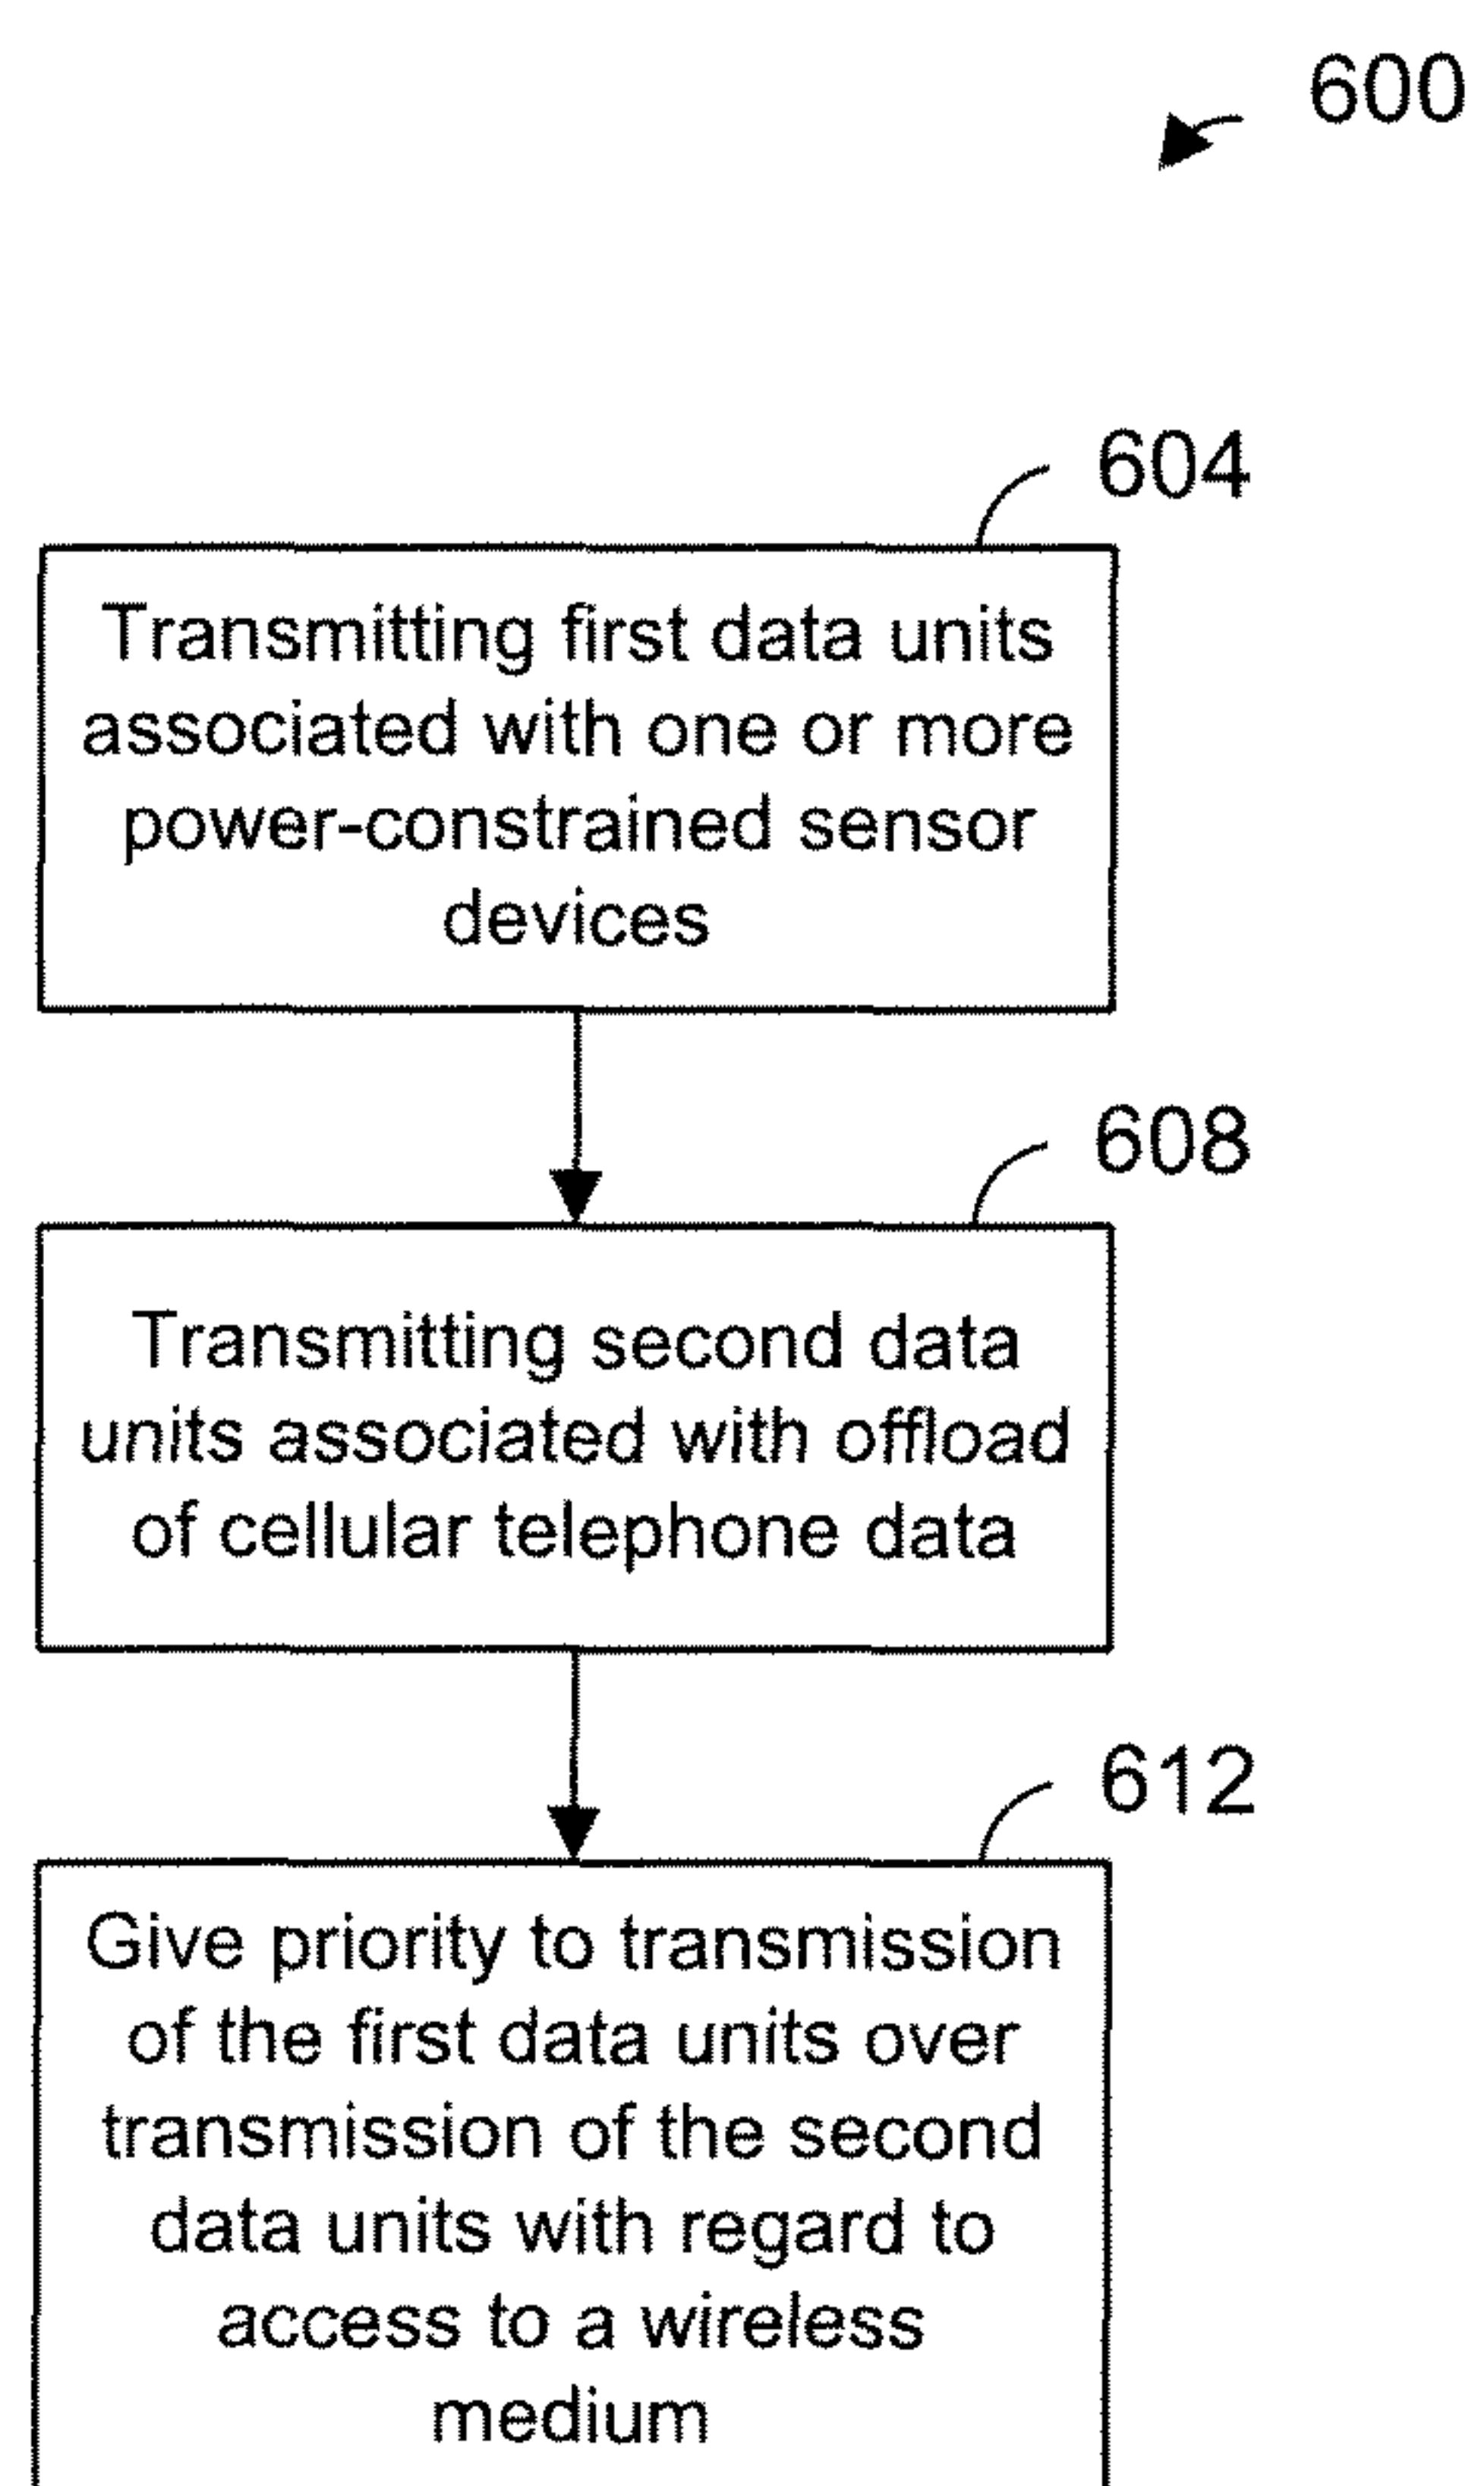 600
604
Transmitting first data units
associated with one or more
power-constrained sensor
devices
608
Transmitting second data
units associated with offload
of cellular telephone data
612
Give priority to transmission
of the first data units over
transmission of the second
data units with regard to
access to a wireless
medium